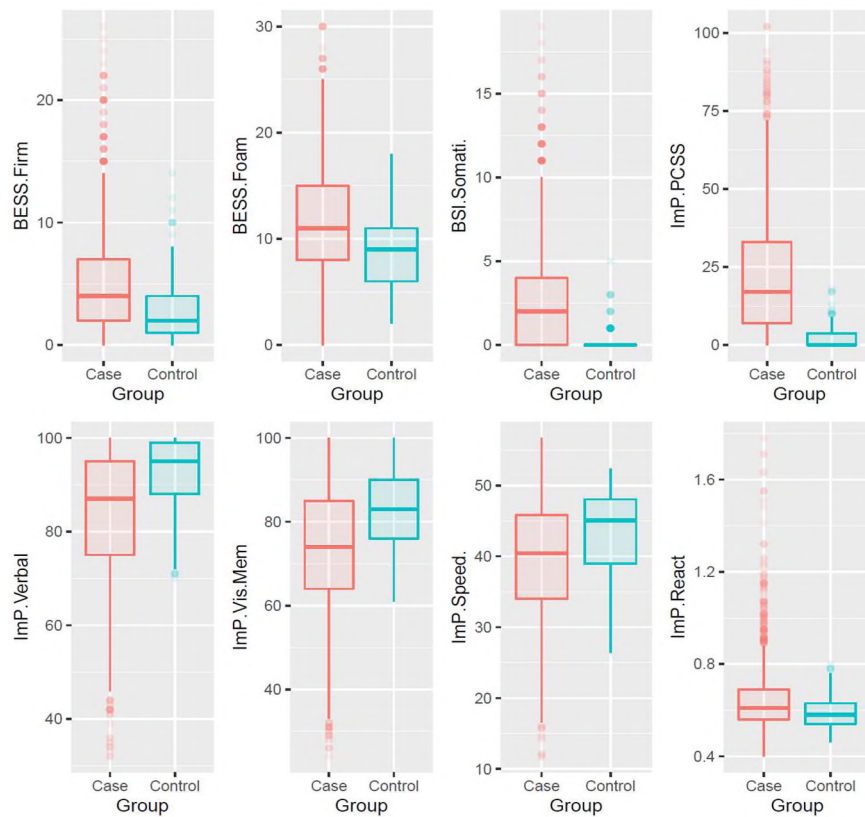 BESS.Firm
20
10
0
Case Control
Group
BESS.Foam
30
20
10
0
Case Control
Group
BSI.Somati.
15
10
5
0
Case Control
Group
ImP.PCSS
100
75
50
25
0
Case Control
Group
ImP.Verbal
100
80
60
40
Case Control
Group
ImP.Vis.Mem
100
80
60
40
Case Control
Group
ImP.Speed.
50
40
30
20
10
Case Control
Group
ImP.React
1.6
1.2
0.8
0.4
Case Control
Group